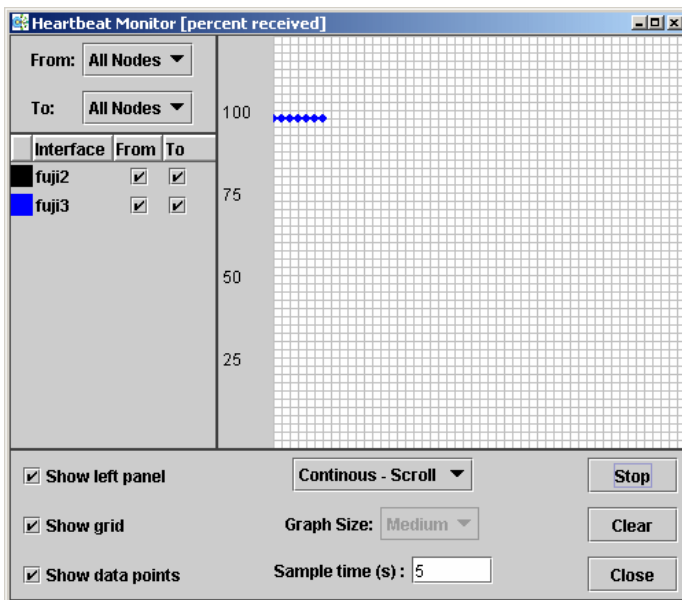 Heartbeat Monitor [percent received]
From: All Nodes
To: All Nodes
Interface From To
fuji2
fuji3
100
75
50
25
Show left panel
Continous - Scroll
Stop
Show grid
Graph Size: Medium
Clear
Show data points
Sample time (s) : 5
Close